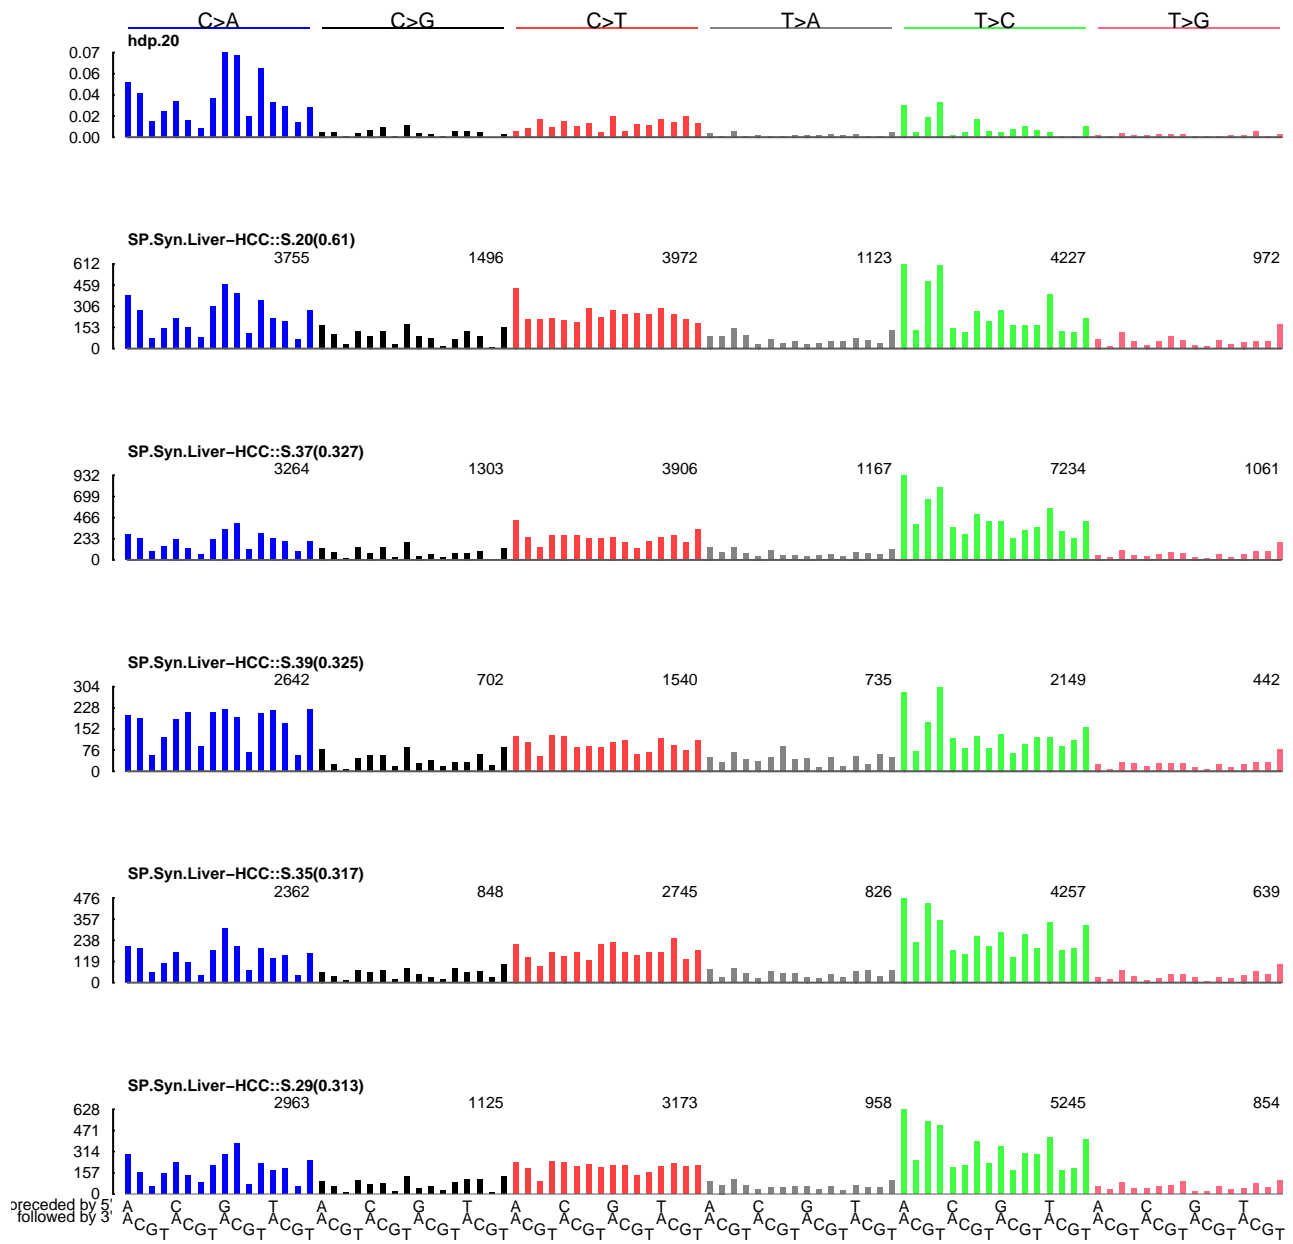 C>A C>G C>T T>A T>C T>G
hdp.20
0.07
0.06
0.04
0.02
0.00
SP.Syn.Liver−HCC::S.20(0.61)
3755 1496 3972 1123 4227 972
612
459
306
153
0
SP.Syn.Liver−HCC::S.37(0.327)
3264 1303 3906 1167 7234 1061
932
699
466
233
0
SP.Syn.Liver−HCC::S.39(0.325)
2642 702 1540 735 2149 442
304
228
152
76
0
SP.Syn.Liver−HCC::S.35(0.317)
2362 848 2745 826 4257 639
476
357
238
119
0
SP.Syn.Liver−HCC::S.29(0.313)
2963 1125 3173 958 5245 854
628
471
314
157
0
preceded by 5' A C G T A C G T A C G T A C G T A C G T A C G T
followed by 3' A C G T A C G T A C G T A C G T A C G T A C G T A C G T A C G T A C G T A C G T A C G T A C G T A C G T A C G T A C G T A C G T A C G T A C G T A C G T A C G T A C G T A C G T A C G T A C G T